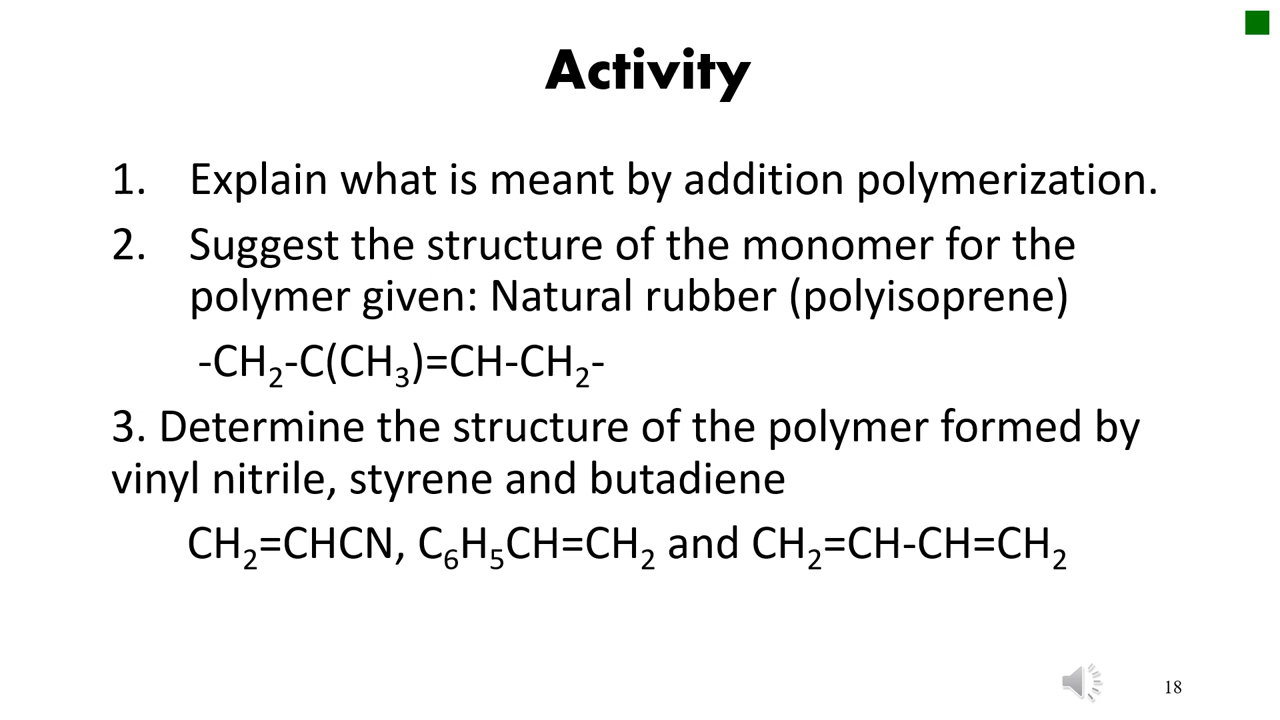 Activity
1. Explain what is meant by addition polymerization.
2. Suggest the structure of the monomer for the
polymer given: Natural rubber (polyisoprene)
-CH₂-C(CH₃)=CH-CH₂-
3. Determine the structure of the polymer formed by
vinyl nitrile, styrene and butadiene
CH₂=CHCN, C₆H₅CH=CH₂ and CH₂=CH-CH=CH₂
18